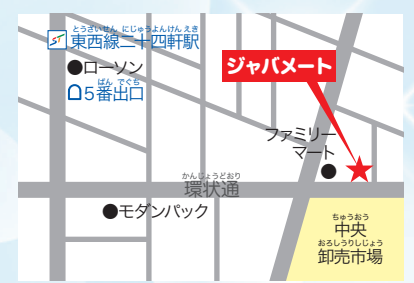 とうざいせん にじゅうよんけんえき
ST 東西線二十四軒駅
●ローソン
ばん でぐち
5番出口
ジャバメート
ファミリー
マート
●
かんじょうどおり
環状通
●モダンパック
ちゅうおう
中央
おろしうりしじょう
卸売市場